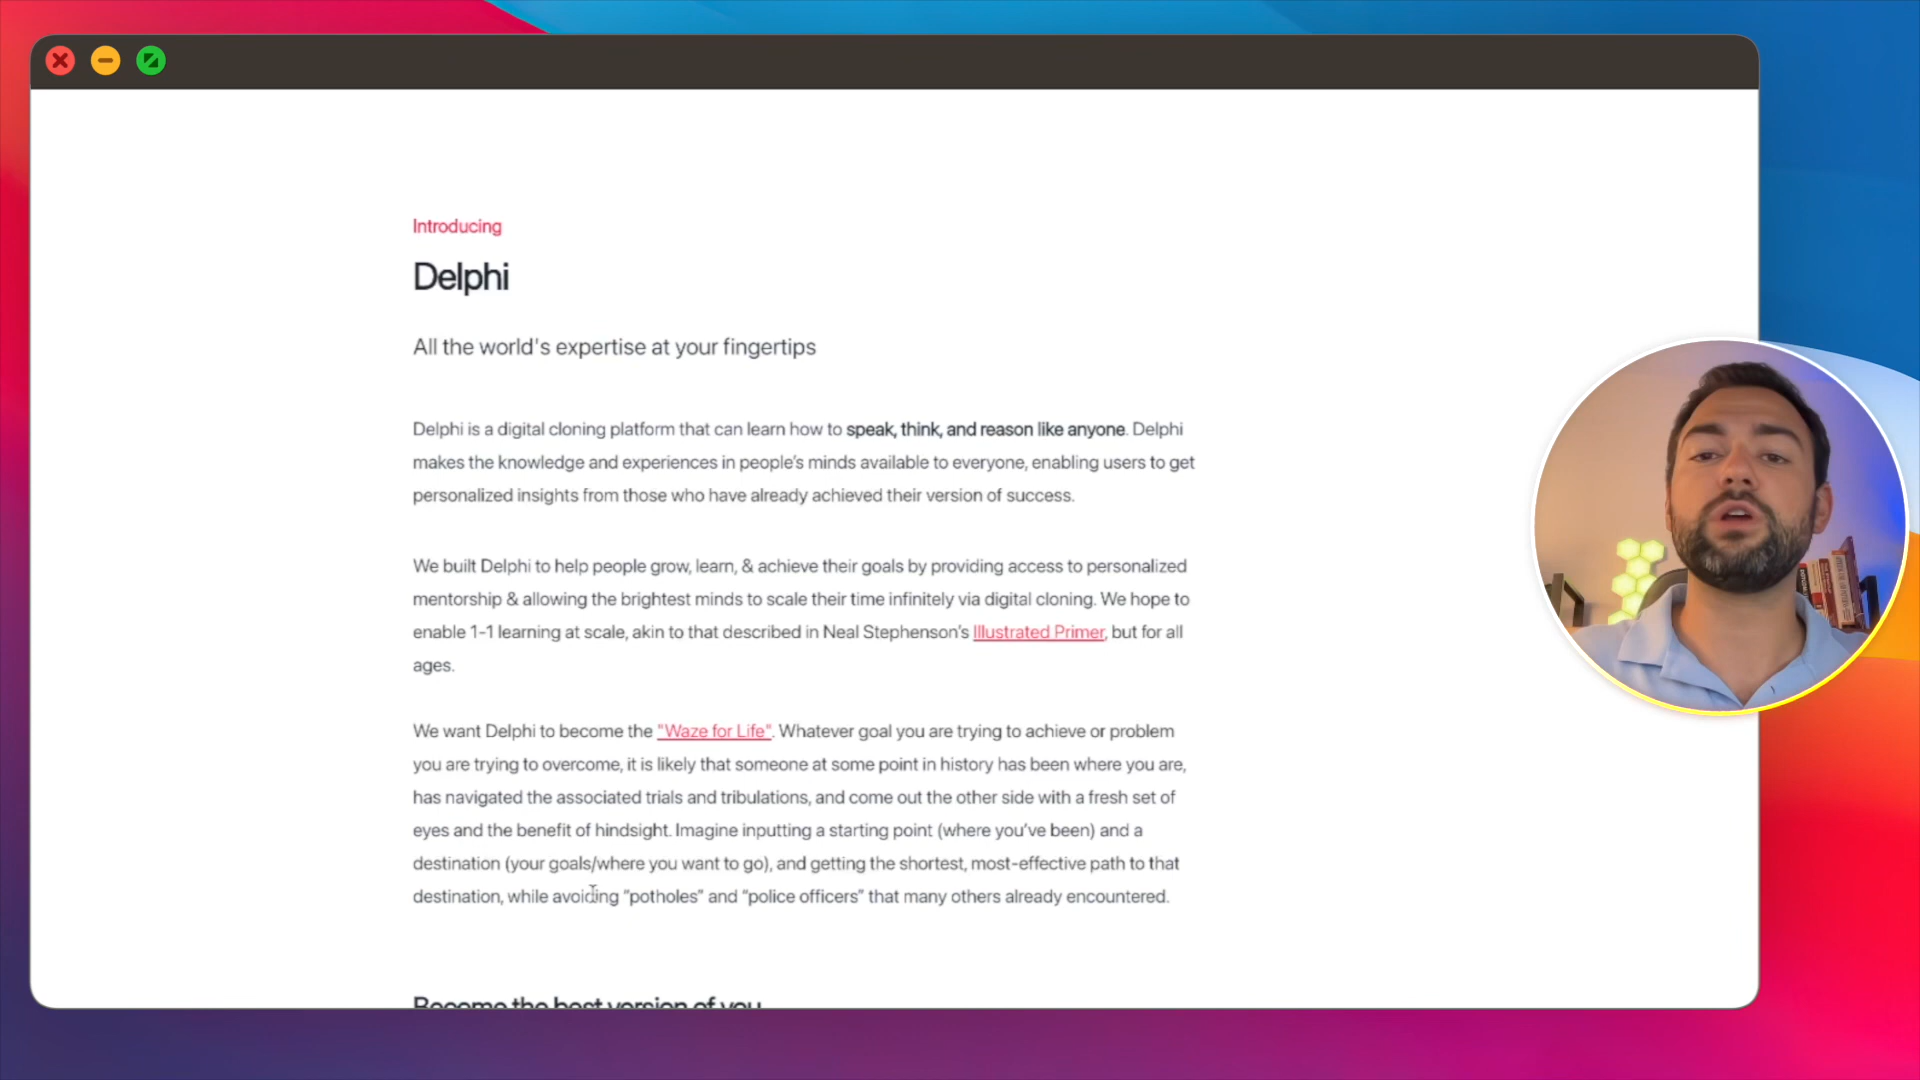 Introducing
Delphi
All the world's expertise at your fingertips
Delphi is a digital cloning platform that can learn how to speak, think, and reason like anyone. Delphi
makes the knowledge and experiences in people's minds available to everyone, enabling users to get
personalized insights from those who have already achieved their version of success.
We built Delphi to help people grow, learn, & achieve their goals by providing access to personalized
mentorship & allowing the brightest minds to scale their time infinitely via digital cloning. We hope to
enable 1-1 learning at scale, akin to that described in Neal Stephenson's Illustrated Primer, but for all
ages.
We want Delphi to become the "Waze for Life". Whatever goal you are trying to achieve or problem
you are trying to overcome, it is likely that someone at some point in history has been where you are,
has navigated the associated trials and tribulations, and come out the other side with a fresh set of
eyes and the benefit of hindsight. Imagine inputting a starting point (where you've been) and a
destination (your goals/where you want to go), and getting the shortest, most-effective path to that
destination, while avoiding “potholes” and “police officers” that many others already encountered.
Become the best version of you